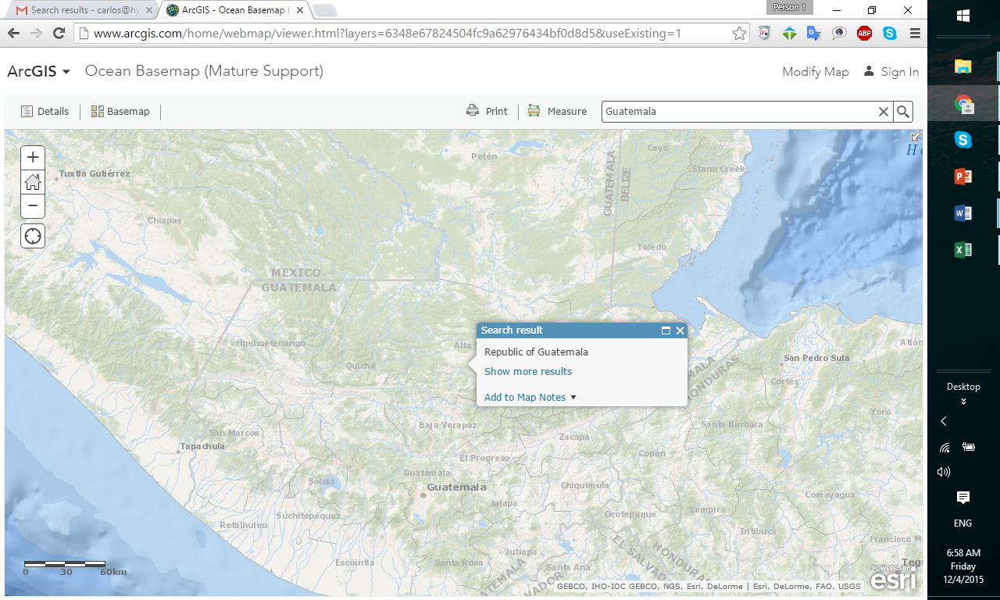 Search results - carlos@hy
ArcGIS - Ocean Basemap (
Person 1
www.arcgis.com/home/webmap/viewer.html?layers=6348e67824504fc9a62976434bf0d8d5&useExisting=1
ABP
ArcGIS
Ocean Basemap (Mature Support)
Modify Map
Sign In
Details
Basemap
Print
Measure
Guatemala
Petén
Cayo
Tuxtla Gutiérrez
Stann Creek
GUATEMALA
BELIZE
Chiapas
Toledo
MEXICO
GUATEMALA
Search result
Republic of Guatemala
Show more results
Add to Map Notes
Huehuetenango
Alta
Quiché
San Pedro Sula
Cortés
HONDURAS
Yoro
Baja Verapaz
Santa Bárbara
San Marcos
Zacapa
Tapachula
El Progreso
Copán
Sololá
Guatemala
Guatemala
Chiquimula
Comayagua
Jalapa
Suchitepéquez
Ocotepeque
Lempira
Retalhuleu
Jutiapa
Intibucá
Francisco M
Escuintla
Santa Rosa
Santa Ana
GUATEMALA
EL SALVADOR
HONDURAS
0 30 60km
GEBCO, IHO-IOC GEBCO, NGS, Esri, DeLorme | Esri, DeLorme, FAO, USGS
POWERED BY
esri
Desktop
ENG
6:58 AM
Friday
12/4/2015